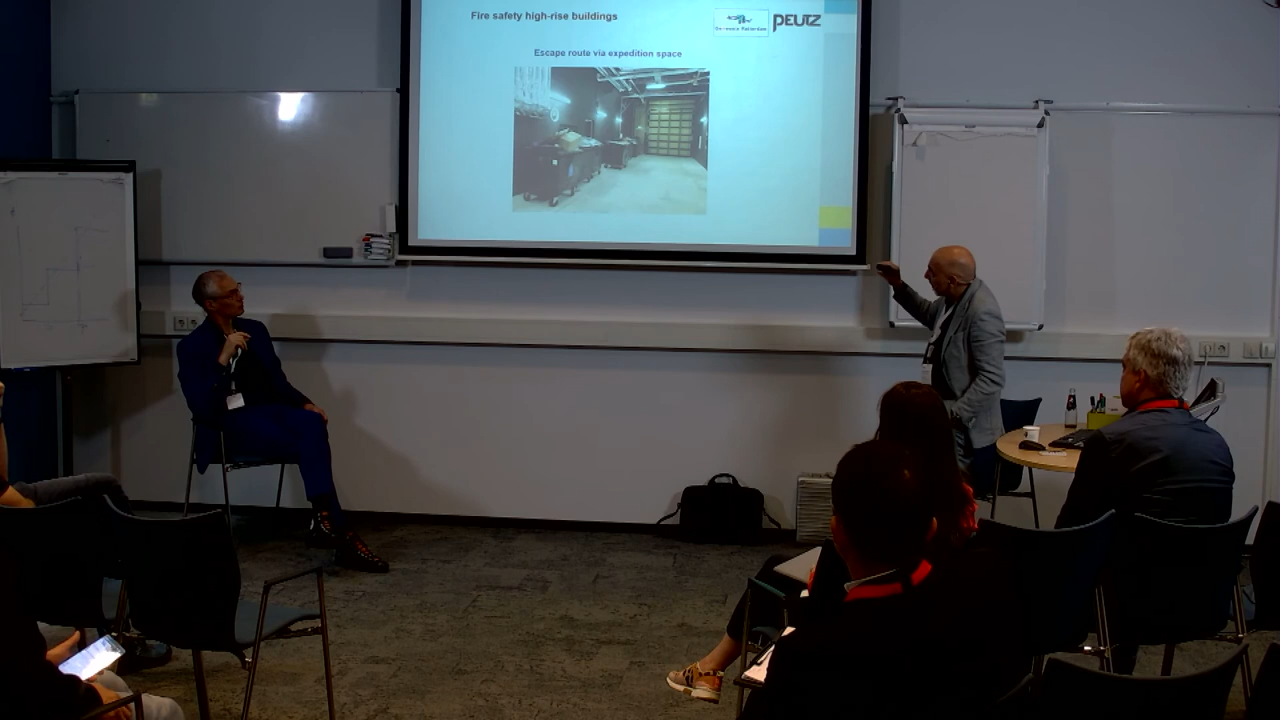 Fire safety high-rise buildings
PEUTZ
Escape route via expedition space